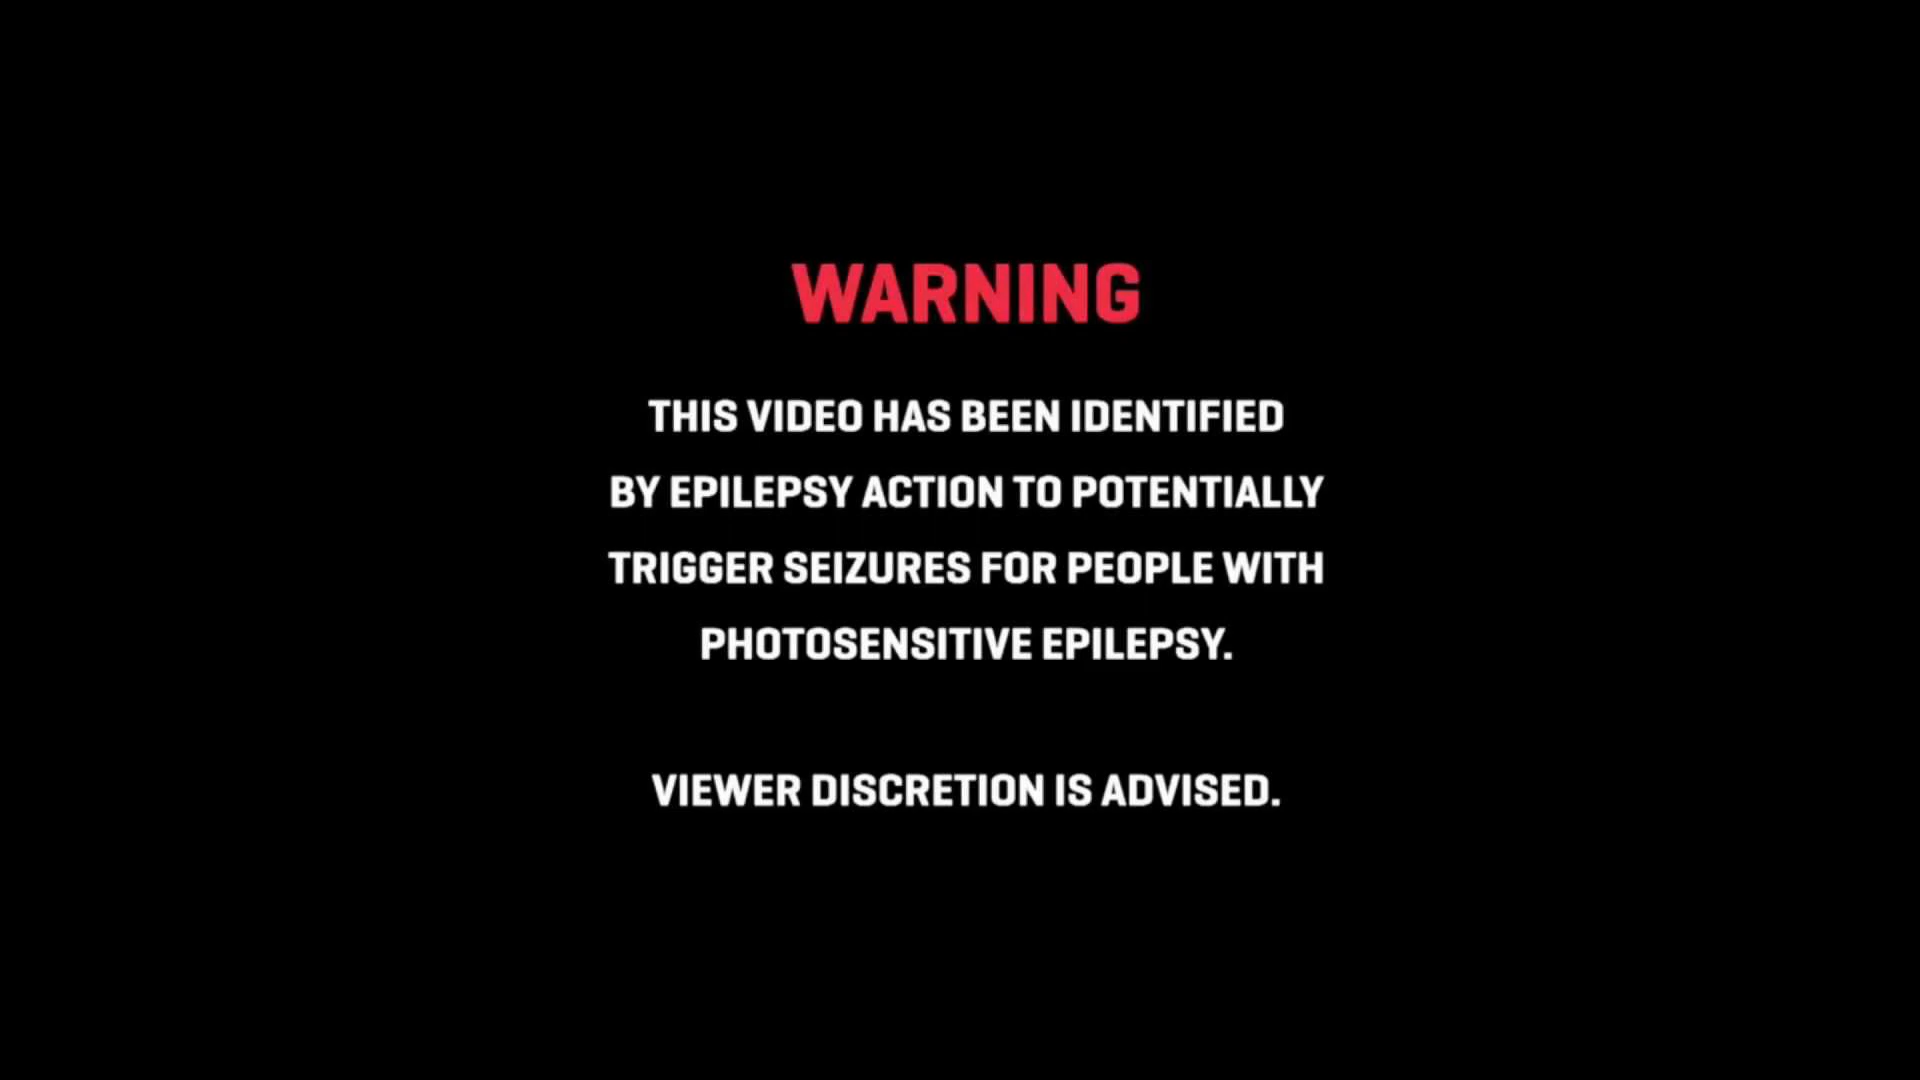 WARNING
THIS VIDEO HAS BEEN IDENTIFIED
BY EPILEPSY ACTION TO POTENTIALLY
TRIGGER SEIZURES FOR PEOPLE WITH
PHOTOSENSITIVE EPILEPSY.
VIEWER DISCRETION IS ADVISED.